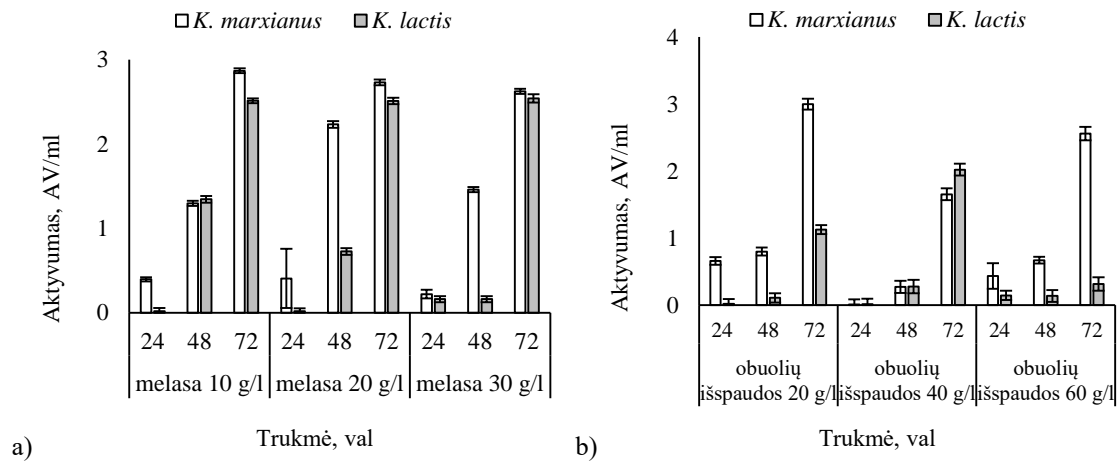 K. marxianus K. lactis
3
2
1
0
Aktyvumas, AV/ml
24 48 72 24 48 72 24 48 72
melasa 10 g/l melasa 20 g/l melasa 30 g/l
Trukmė, val
a)
K. marxianus K. lactis
4
3
2
1
0
Aktyvumas, AV/ml
24 48 72 24 48 72 24 48 72
obuolių obuolių obuolių
išspaudos 20 g/l išspaudos 40 g/l išspaudos 60 g/l
Trukmė, val
b)